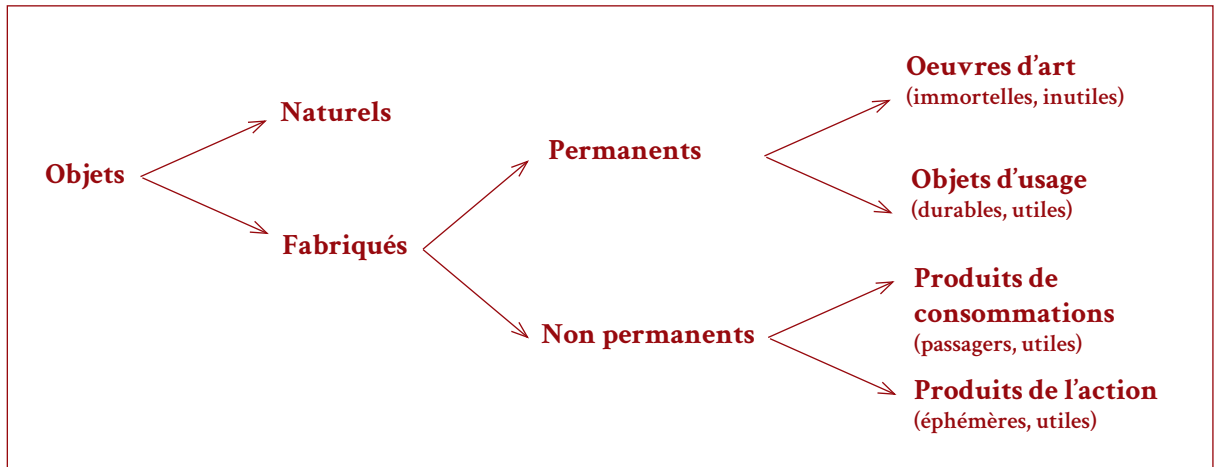 Objets
Naturels
Fabriqués
Permanents
Non permanents
Oeuvres d'art
(immortelles, inutiles)
Objets d'usage
(durables, utiles)
Produits de
consommations
(passagers, utiles)
Produits de l'action
(éphémères, utiles)